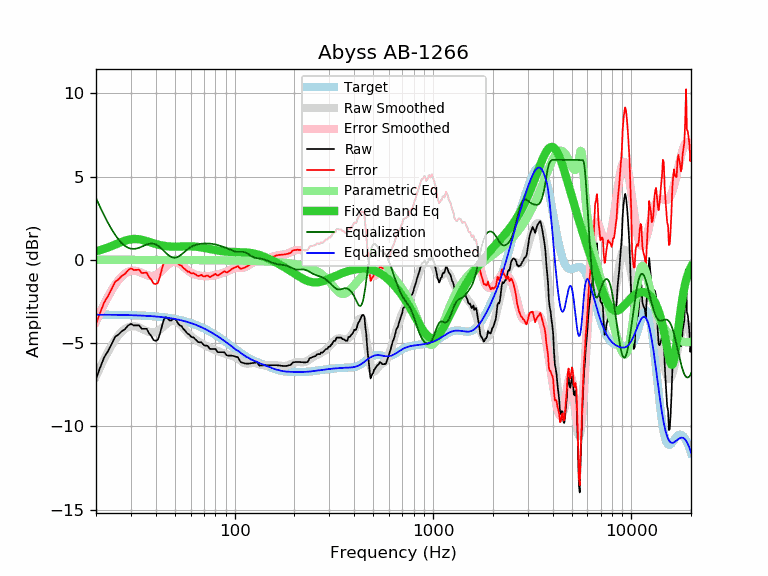 Abyss AB-1266
Amplitude (dBr)
10
5
0
−5
−10
−15
Target
Raw Smoothed
Error Smoothed
Raw
Error
Parametric Eq
Fixed Band Eq
Equalization
Equalized smoothed
100
1000
10000
Frequency (Hz)